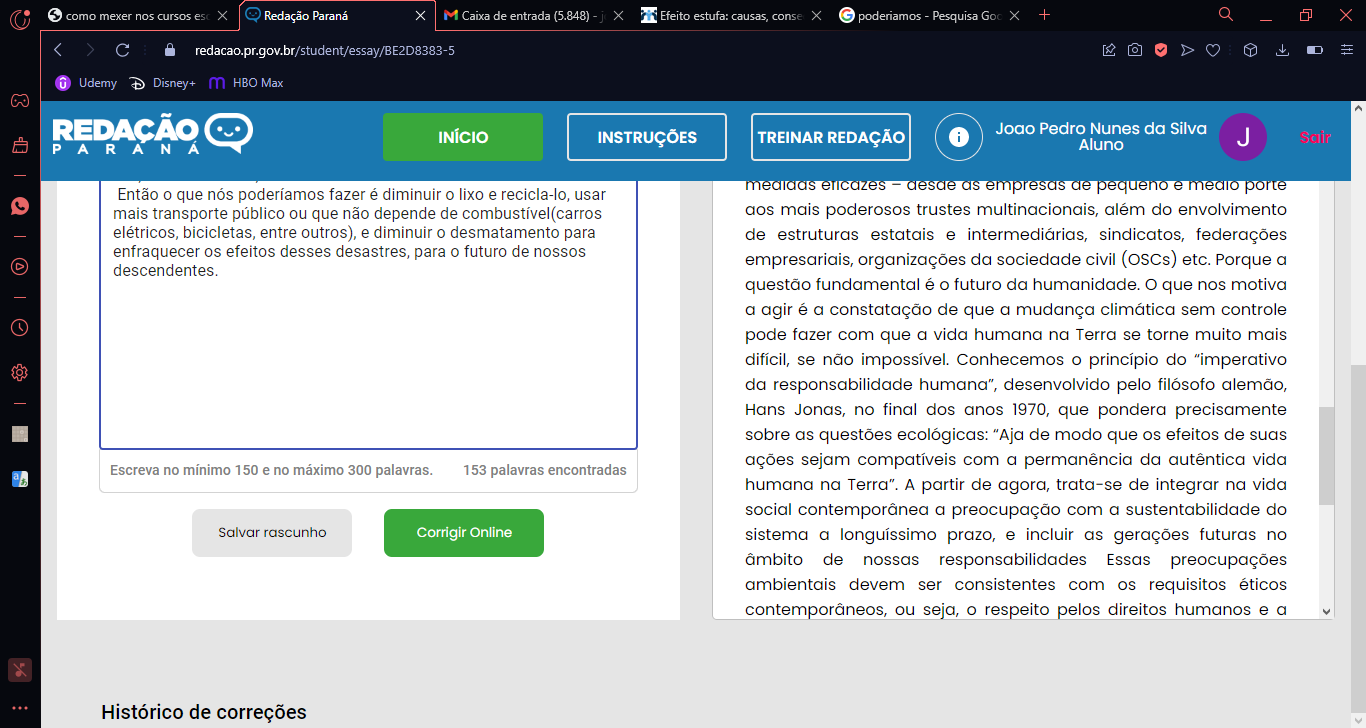 como mexer nos cursos esc
Redação Paraná
Caixa de entrada (5.848) - j
Efeito estufa: causas, conse
poderiamos - Pesquisa Goo
redacao.pr.gov.br/student/essay/BE2D8383-5
Udemy
Disney+
HBO Max
REDAÇÃO
PARANÁ
INÍCIO
INSTRUÇÕES
TREINAR REDAÇÃO
Joao Pedro Nunes da Silva
Aluno
J
Sair
Então o que nós poderíamos fazer é diminuir o lixo e recicla-lo, usar
mais transporte público ou que não depende de combustível(carros
elétricos, bicicletas, entre outros), e diminuir o desmatamento para
enfraquecer os efeitos desses desastres, para o futuro de nossos
descendentes.
Escreva no mínimo 150 e no máximo 300 palavras.
153 palavras encontradas
Salvar rascunho
Corrigir Online
medidas eficazes – desde as empresas de pequeno e médio porte
aos mais poderosos trustes multinacionais, além do envolvimento
de estruturas estatais e intermediárias, sindicatos, federações
empresariais, organizações da sociedade civil (OSCs) etc. Porque a
questão fundamental é o futuro da humanidade. O que nos motiva
a agir é a constatação de que a mudança climática sem controle
pode fazer com que a vida humana na Terra se torne muito mais
difícil, se não impossível. Conhecemos o princípio do “imperativo
da responsabilidade humana”, desenvolvido pelo filósofo alemão,
Hans Jonas, no final dos anos 1970, que pondera precisamente
sobre as questões ecológicas: “Aja de modo que os efeitos de suas
ações sejam compatíveis com a permanência da autêntica vida
humana na Terra”. A partir de agora, trata-se de integrar na vida
social contemporânea a preocupação com a sustentabilidade do
sistema a longuíssimo prazo, e incluir as gerações futuras no
âmbito de nossas responsabilidades Essas preocupações
ambientais devem ser consistentes com os requisitos éticos
contemporâneos, ou seja, o respeito pelos direitos humanos e a
Histórico de correções